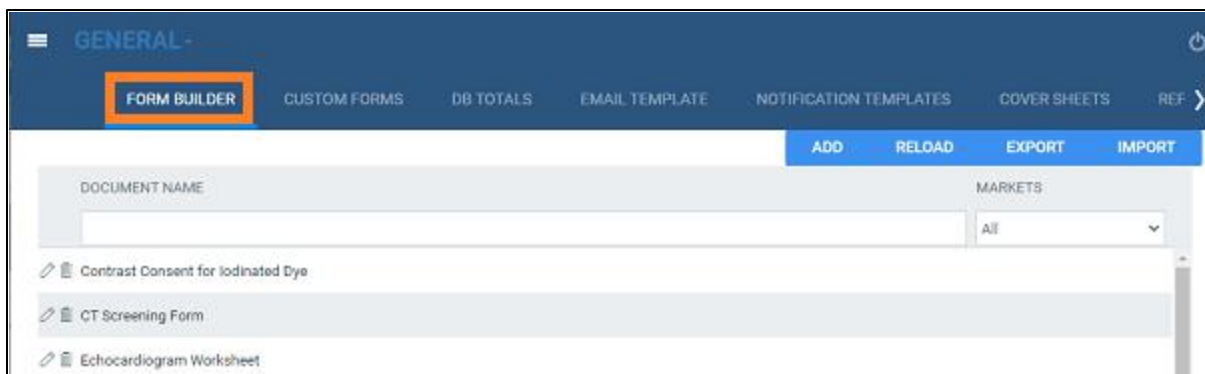 GENERAL-
FORM BUILDER CUSTOM FORMS DB TOTALS EMAIL TEMPLATE NOTIFICATION TEMPLATES COVER SHEETS REF
ADD RELOAD EXPORT IMPORT
DOCUMENT NAME MARKETS
All
Contrast Consent for Iodinated Dye
CT Screening Form
Echocardiogram Worksheet